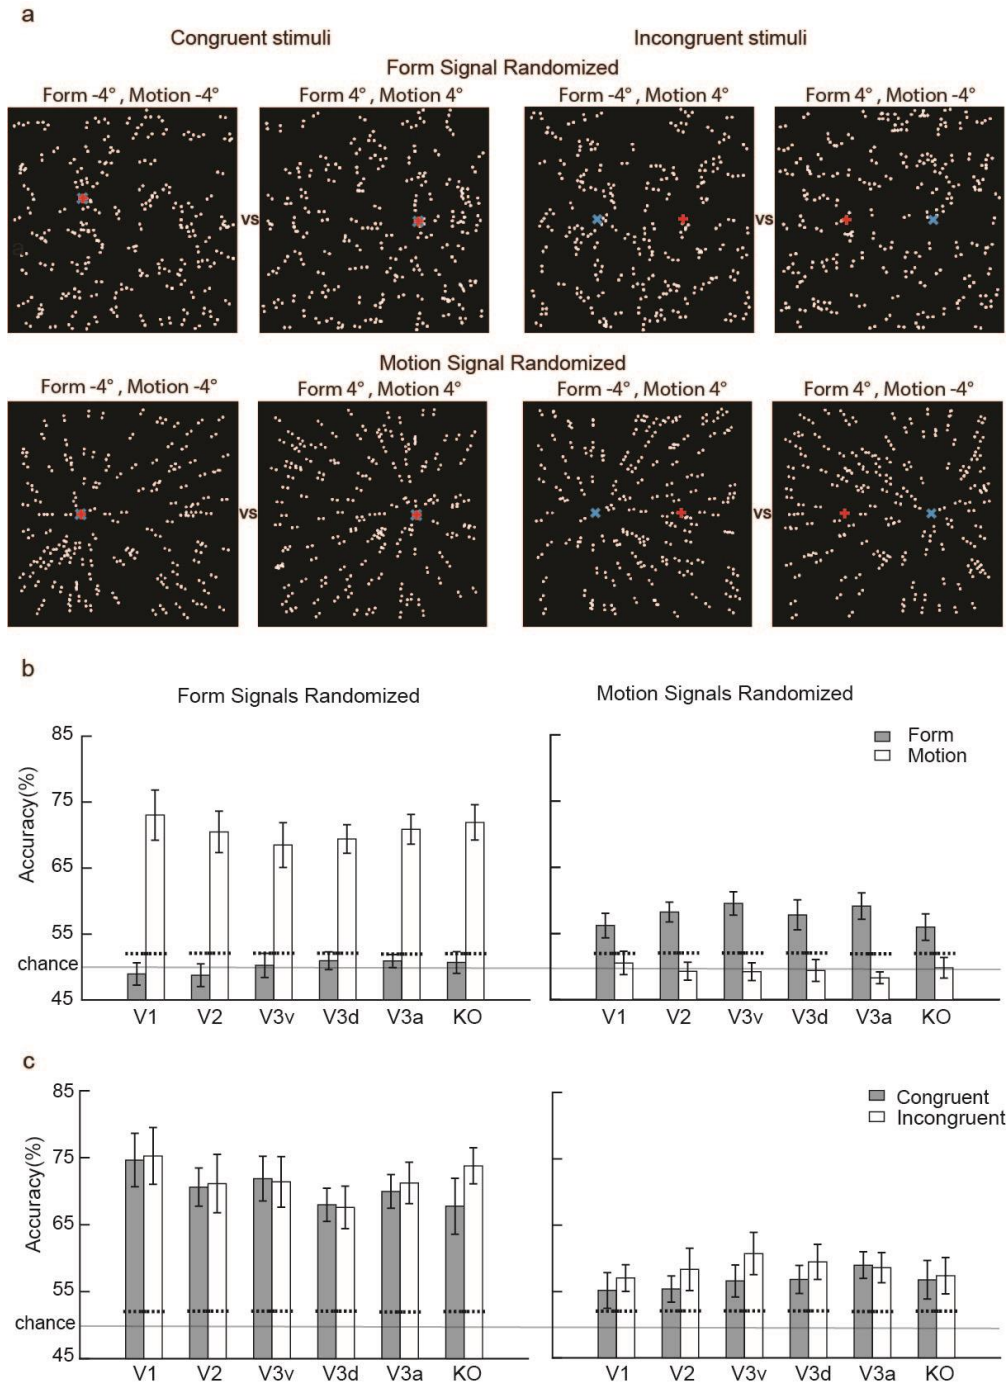 a
Congruent stimuli Incongruent stimuli
Form Signal Randomized
Form -4° , Motion -4° Form 4° , Motion 4° Form -4° , Motion 4° Form 4° , Motion -4°
vs vs
a
Motion Signal Randomized
Form -4° , Motion -4° Form 4° , Motion 4° Form -4° , Motion 4° Form 4° , Motion -4°
vs vs
b
Form Signals Randomized Motion Signals Randomized
85
Form
Motion
75
Accuracy(%)
65
55
chance
45
V1 V2 V3v V3d V3a KO V1 V2 V3v V3d V3a KO
c
85
Congruent
Incongruent
75
Accuracy(%)
65
55
chance
45
V1 V2 V3v V3d V3a KO V1 V2 V3v V3d V3a KO